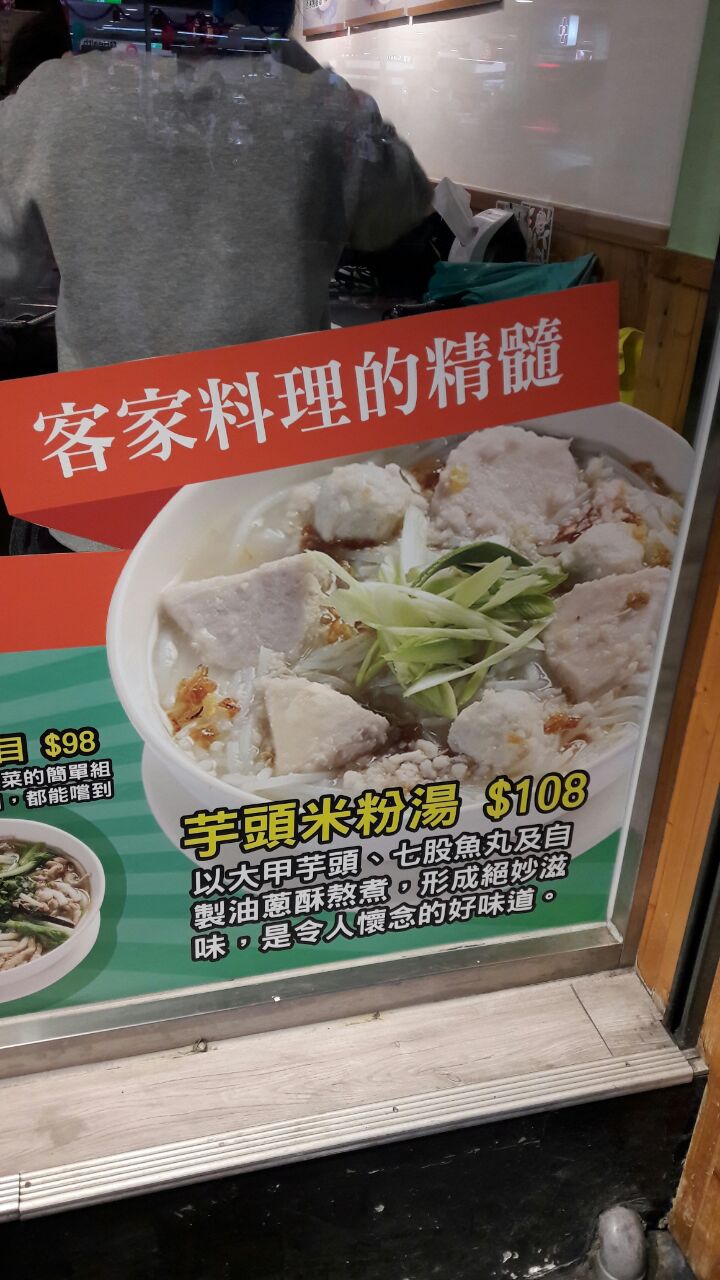 客家料理的精髓
目 $98
菜的簡單組
，都能嚐到
芋頭米粉湯 $108
以大甲芋頭、七股魚丸及自
製油蔥酥熬煮，形成絕妙滋
味，是令人懷念的好味道。